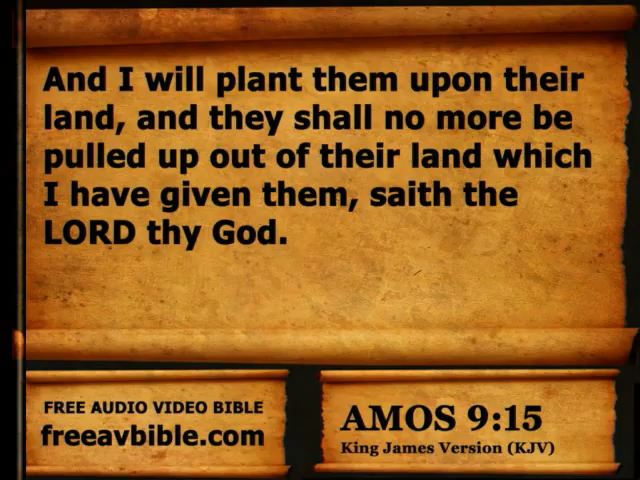 And I will plant them upon their
land, and they shall no more be
pulled up out of their land which
I have given them, saith the
LORD thy God.
FREE AUDIO VIDEO BIBLE
freeavbible.com
AMOS 9:15
King James Version (KJV)